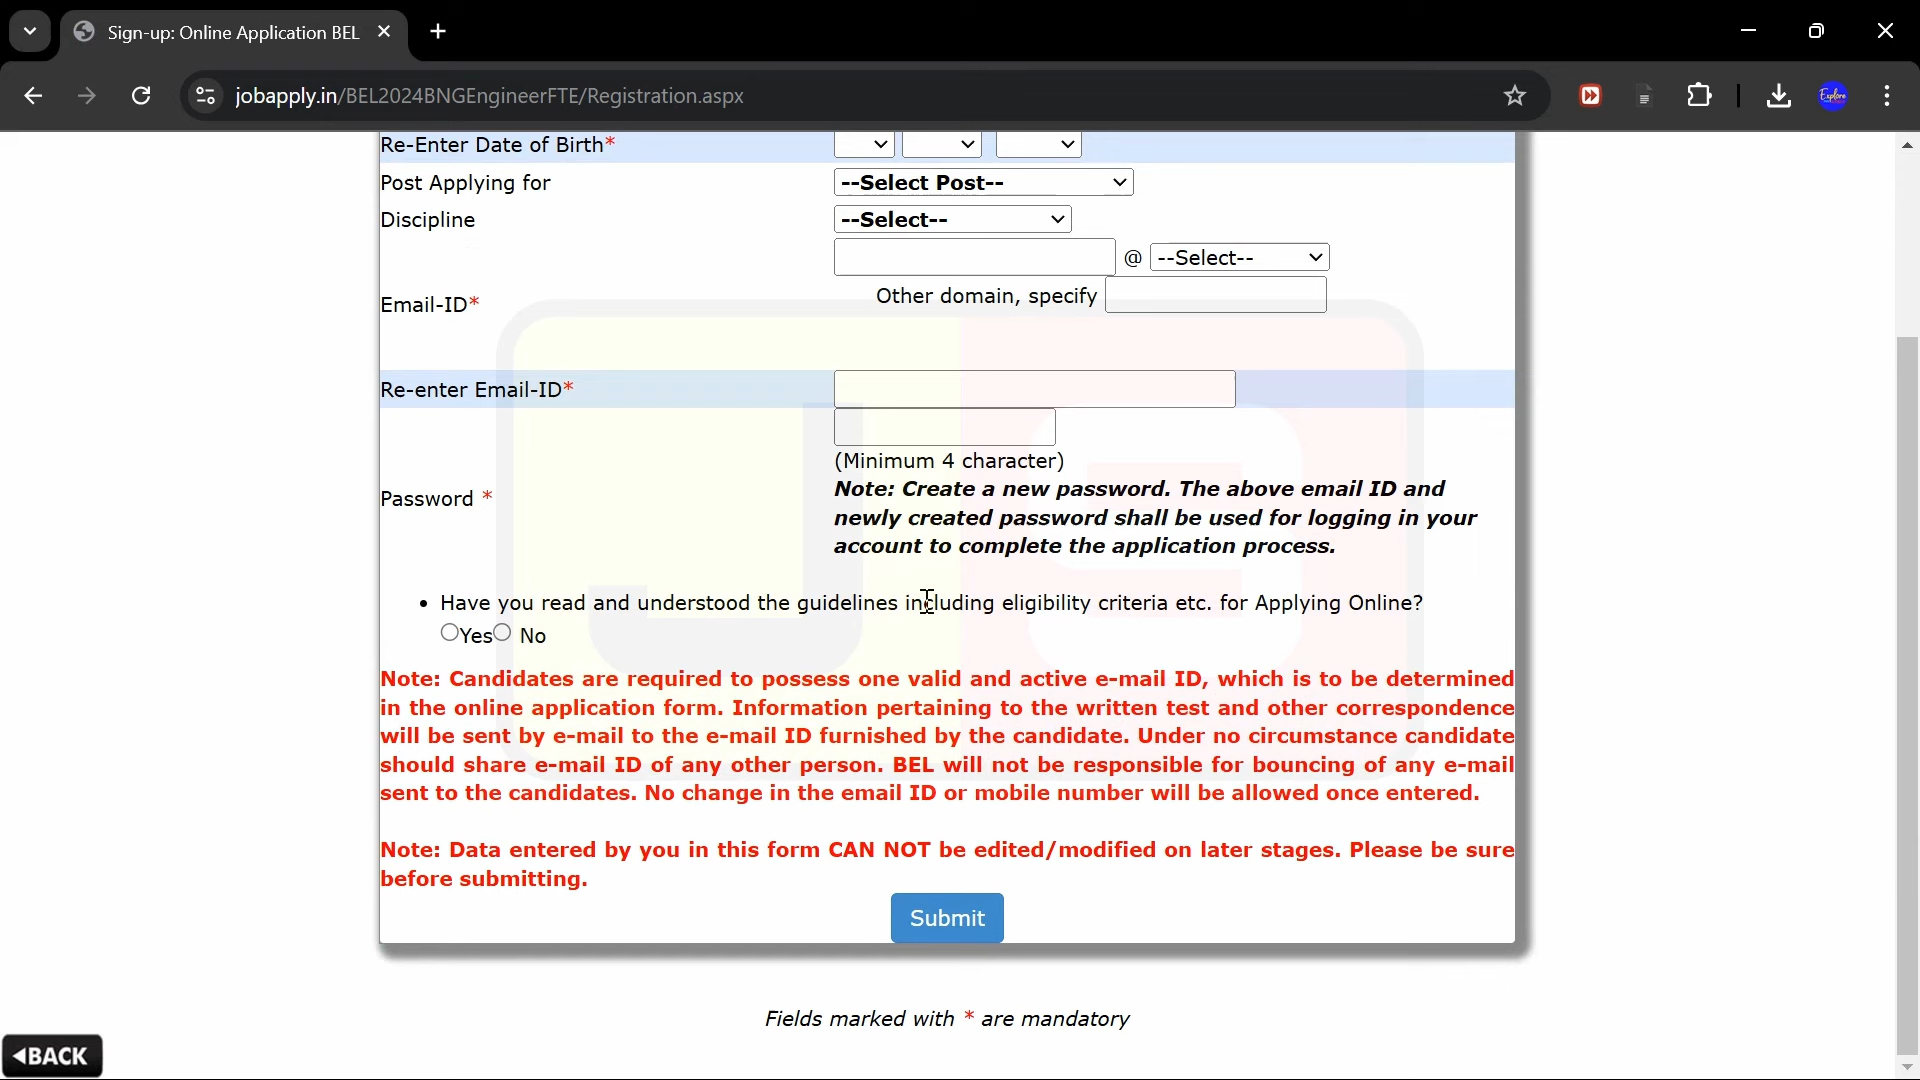 Sign-up: Online Application BEL
jobapply.in/BEL2024BNGEngineerFTE/Registration.aspx
Explore
Re-Enter Date of Birth*
Post Applying for --Select Post--
Discipline --Select--
@ --Select--
Other domain, specify
Email-ID*
Re-enter Email-ID*
(Minimum 4 character)
Password *
Note: Create a new password. The above email ID and
newly created password shall be used for logging in your
account to complete the application process.
• Have you read and understood the guidelines including eligibility criteria etc. for Applying Online?
Yes No
Note: Candidates are required to possess one valid and active e-mail ID, which is to be determined
in the online application form. Information pertaining to the written test and other correspondence
will be sent by e-mail to the e-mail ID furnished by the candidate. Under no circumstance candidate
should share e-mail ID of any other person. BEL will not be responsible for bouncing of any e-mail
sent to the candidates. No change in the email ID or mobile number will be allowed once entered.
Note: Data entered by you in this form CAN NOT be edited/modified on later stages. Please be sure
before submitting.
Submit
Fields marked with * are mandatory
BACK